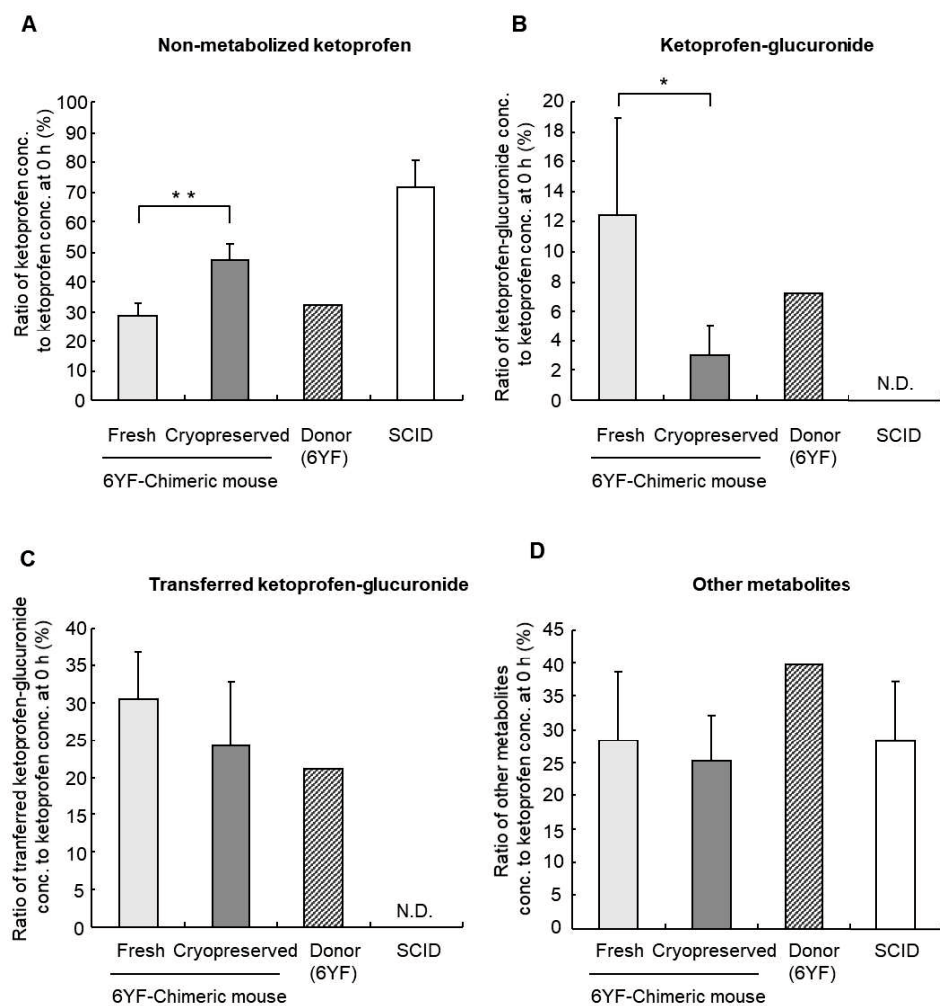 A
Non-metabolized ketoprofen
Ratio of ketoprofen conc.
to ketoprofen conc. at 0 h (%)
100
90
80
70
60
50
40
30
20
10
0
* *
Fresh Cryopreserved Donor SCID
(6YF)
6YF-Chimeric mouse
B
Ketoprofen-glucuronide
Ratio of ketoprofen-glucuronide conc.
to ketoprofen conc. at 0 h (%)
20
18
16
14
12
10
8
6
4
2
0
*
N.D.
Fresh Cryopreserved Donor SCID
(6YF)
6YF-Chimeric mouse
C
Transferred ketoprofen-glucuronide
Ratio of tranferred ketoprofen-glucuronide
conc. to ketoprofen conc. at 0 h (%)
40
35
30
25
20
15
10
5
0
N.D.
Fresh Cryopreserved Donor SCID
(6YF)
6YF-Chimeric mouse
D
Other metabolites
Ratio of other metabolites
conc. to ketoprofen conc. at 0 h (%)
45
40
35
30
25
20
15
10
5
0
Fresh Cryopreserved Donor SCID
(6YF)
6YF-Chimeric mouse